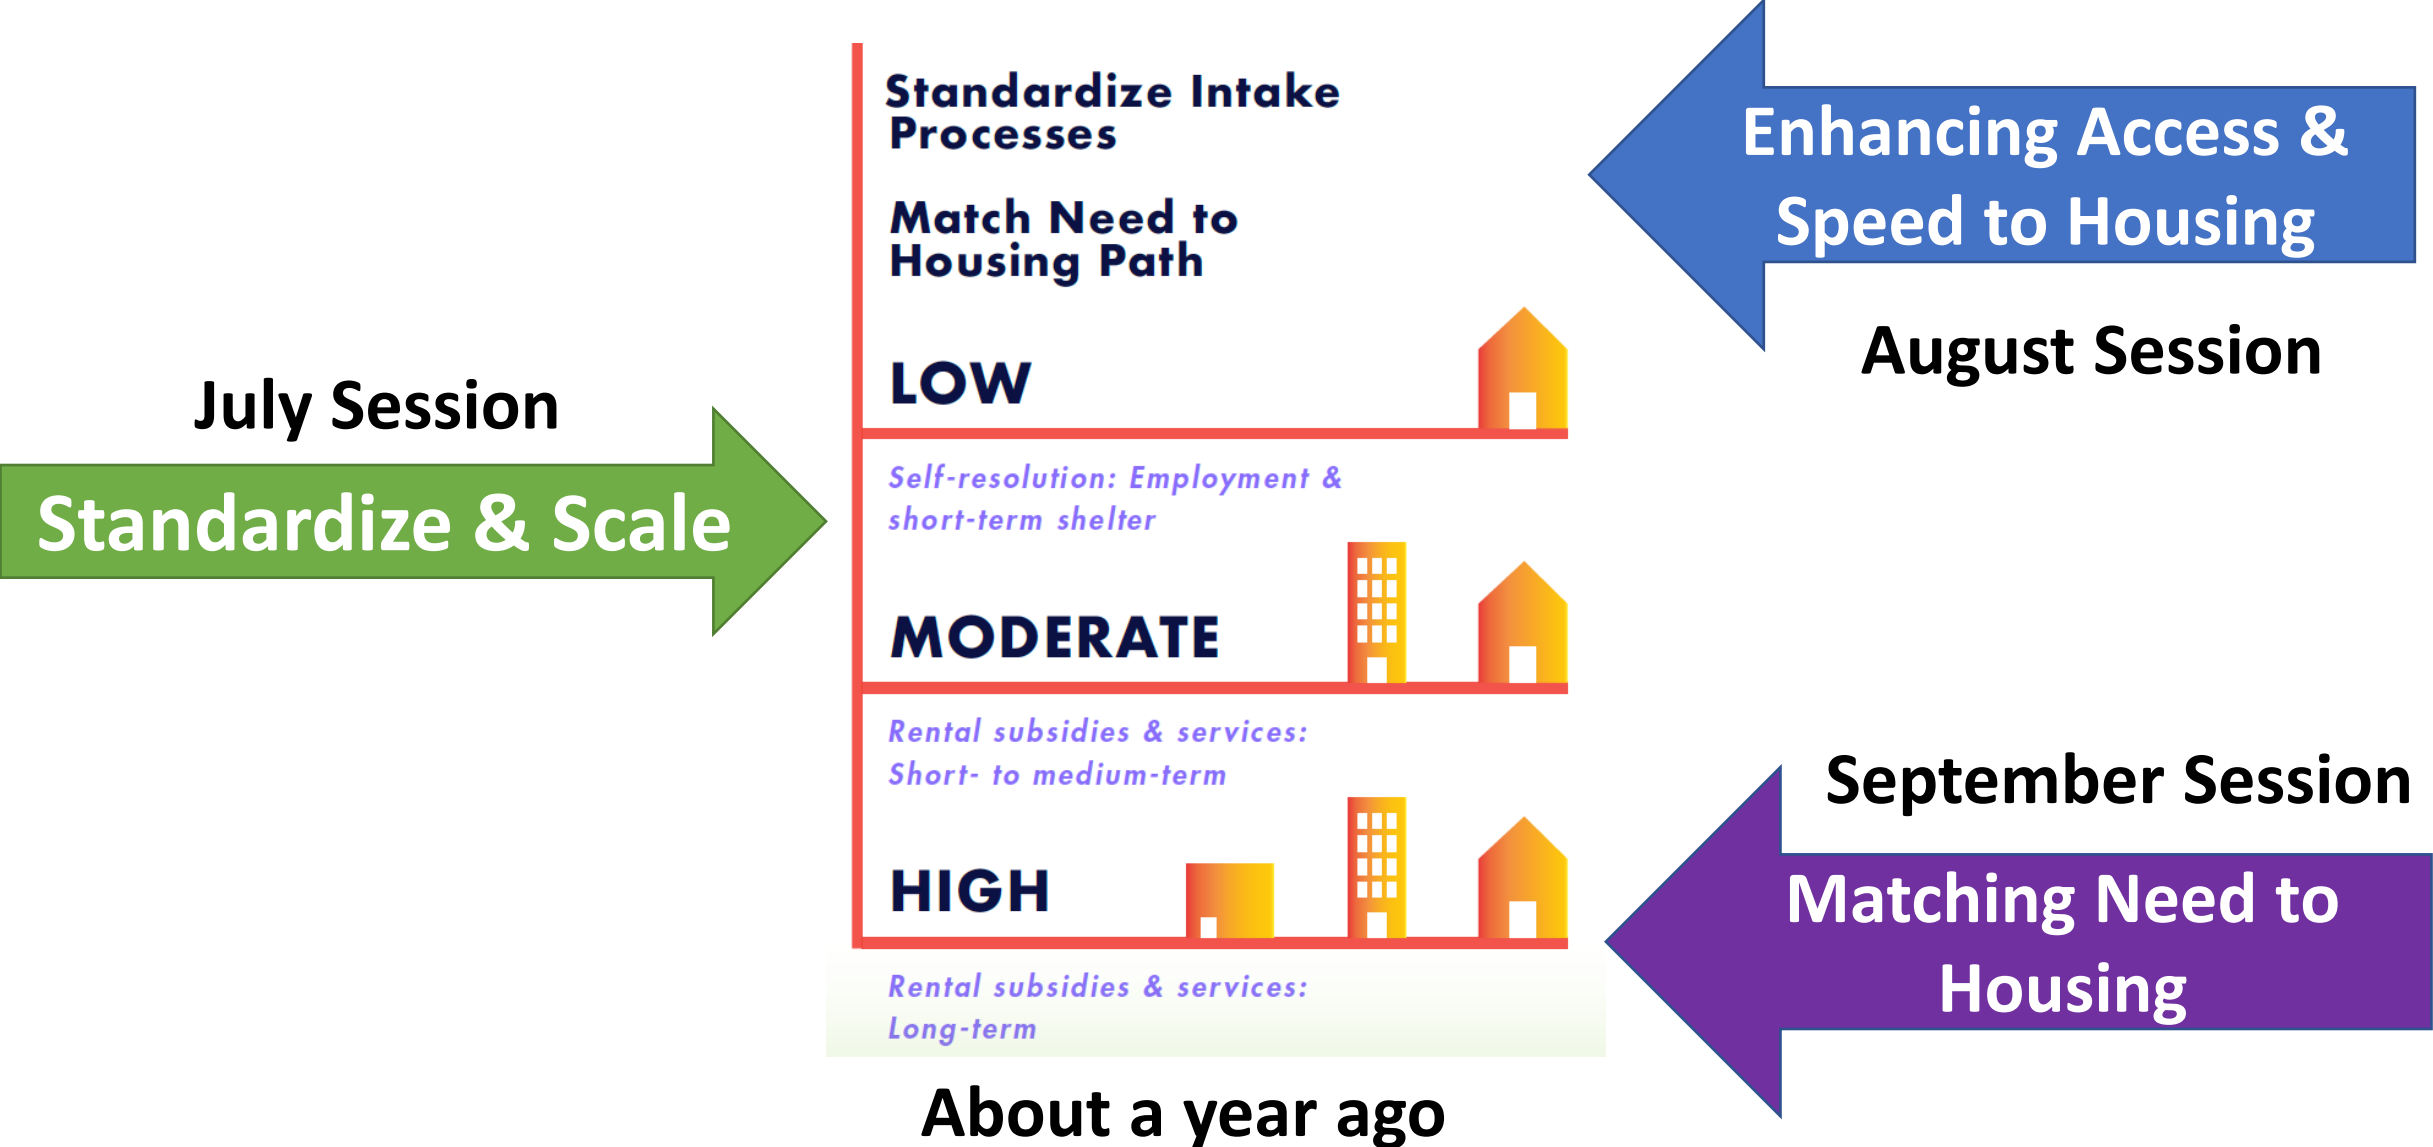 July Session
Standardize & Scale
Standardize Intake
Processes
Match Need to
Housing Path
LOW
Self-resolution: Employment &
short-term shelter
MODERATE
Rental subsidies & services:
Short- to medium-term
HIGH
Rental subsidies & services:
Long-term
About a year ago
Enhancing Access &
Speed to Housing
August Session
September Session
Matching Need to
Housing